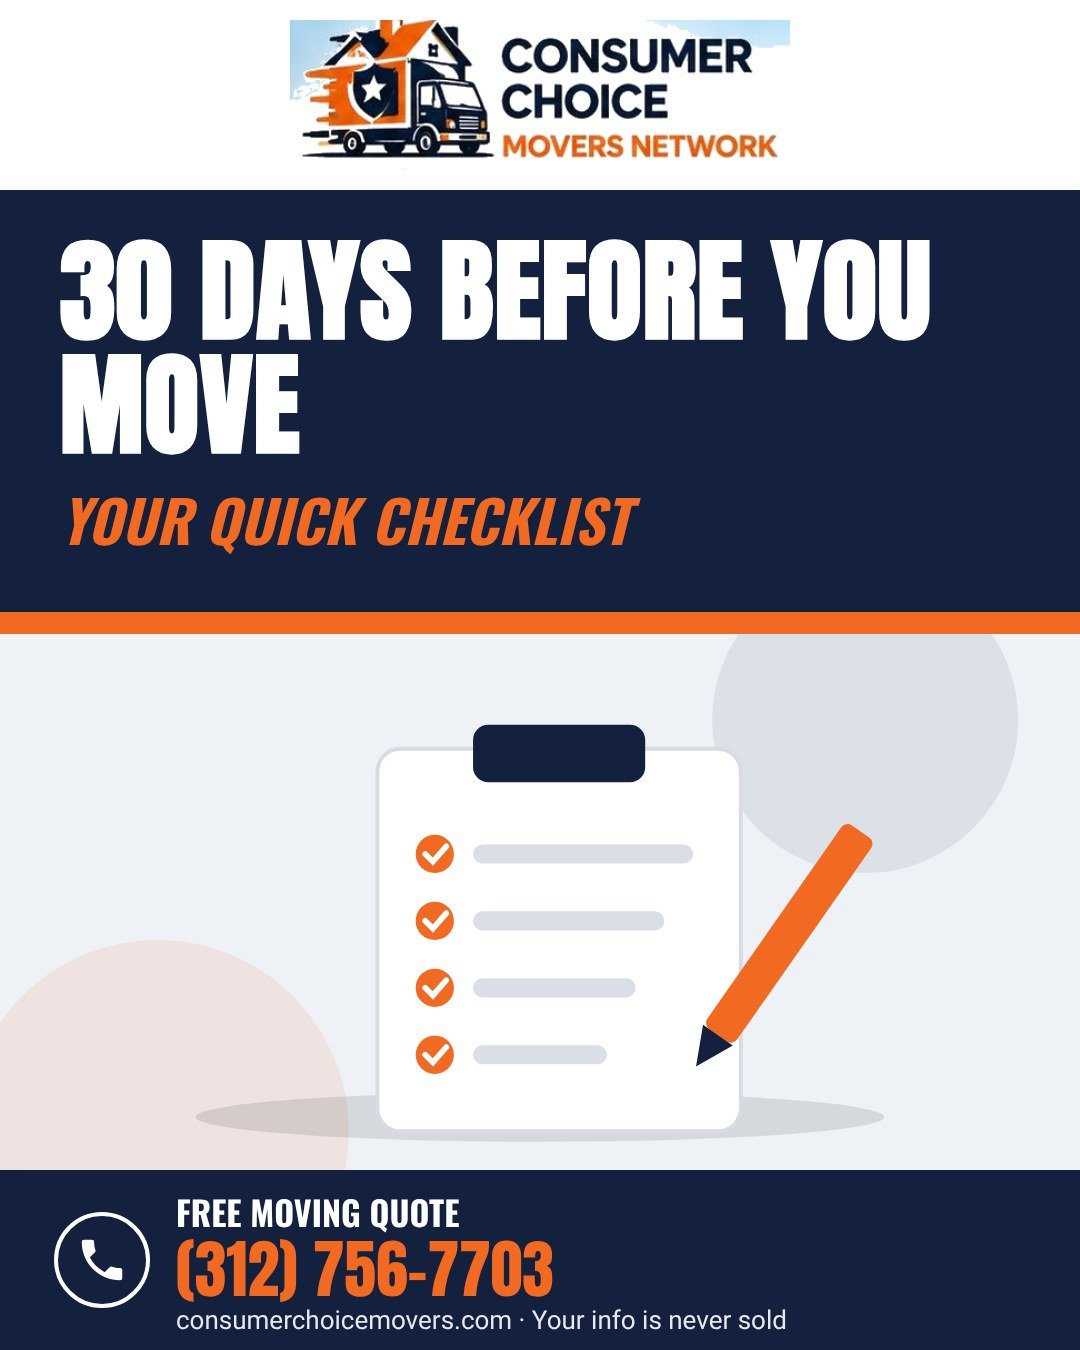 CONSUMER
CHOICE
MOVERS NETWORK
30 DAYS BEFORE YOU
MOVE
YOUR QUICK CHECKLIST
FREE MOVING QUOTE
(312) 756-7703
consumerchoicemovers.com · Your info is never sold